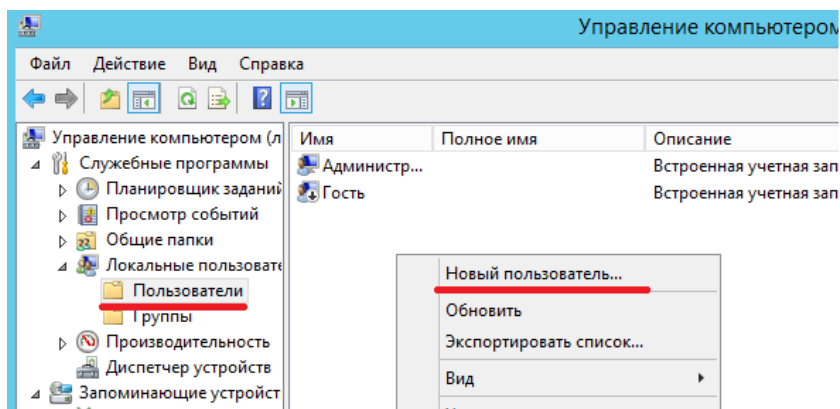 Управление компьютером
Файл Действие Вид Справка
Управление компьютером (л
Служебные программы
Планировщик заданий
Просмотр событий
Общие папки
Локальные пользовате
Пользователи
Группы
Производительность
Диспетчер устройств
Запоминающие устройст
Имя Полное имя Описание
Администр... Встроенная учетная зап
Гость Встроенная учетная зап
Новый пользователь...
Обновить
Экспортировать список...
Вид